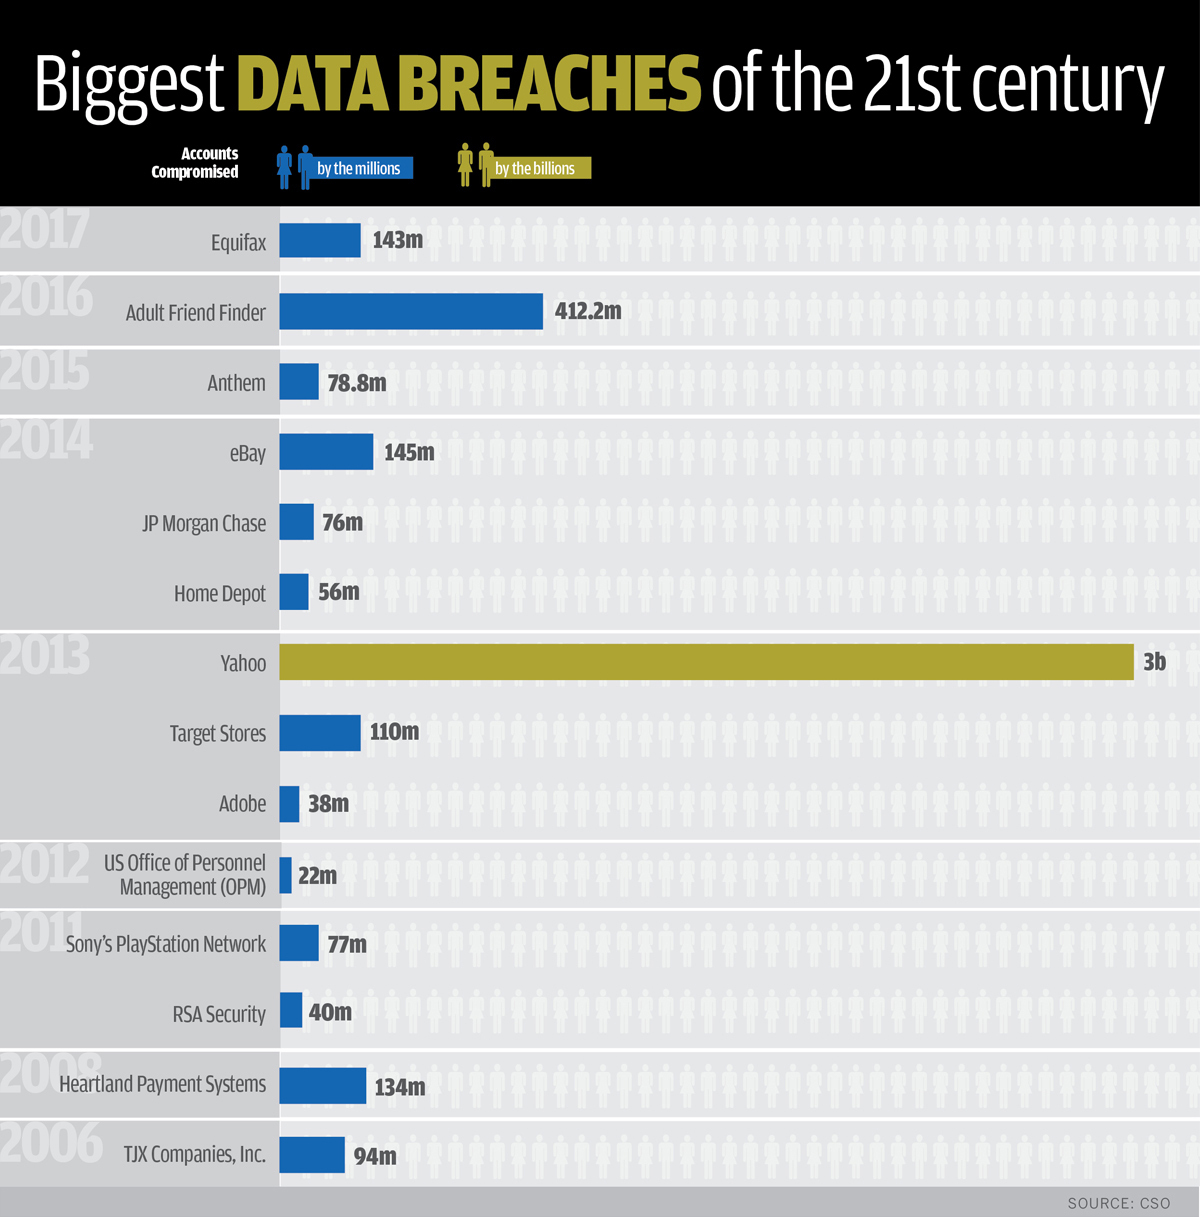 Biggest DATA BREACHES of the 21st century
Accounts
Compromised
by the millions
by the billions
2017
Equifax
143m
2016
Adult Friend Finder
412.2m
2015
Anthem
78.8m
2014
eBay
145m
JP Morgan Chase
76m
Home Depot
56m
2013
Yahoo
3b
Target Stores
110m
Adobe
38m
2012
US Office of Personnel
Management (OPM)
22m
2011
Sony's PlayStation Network
77m
RSA Security
40m
2008
Heartland Payment Systems
134m
2006
TJX Companies, Inc.
94m
SOURCE: CSO